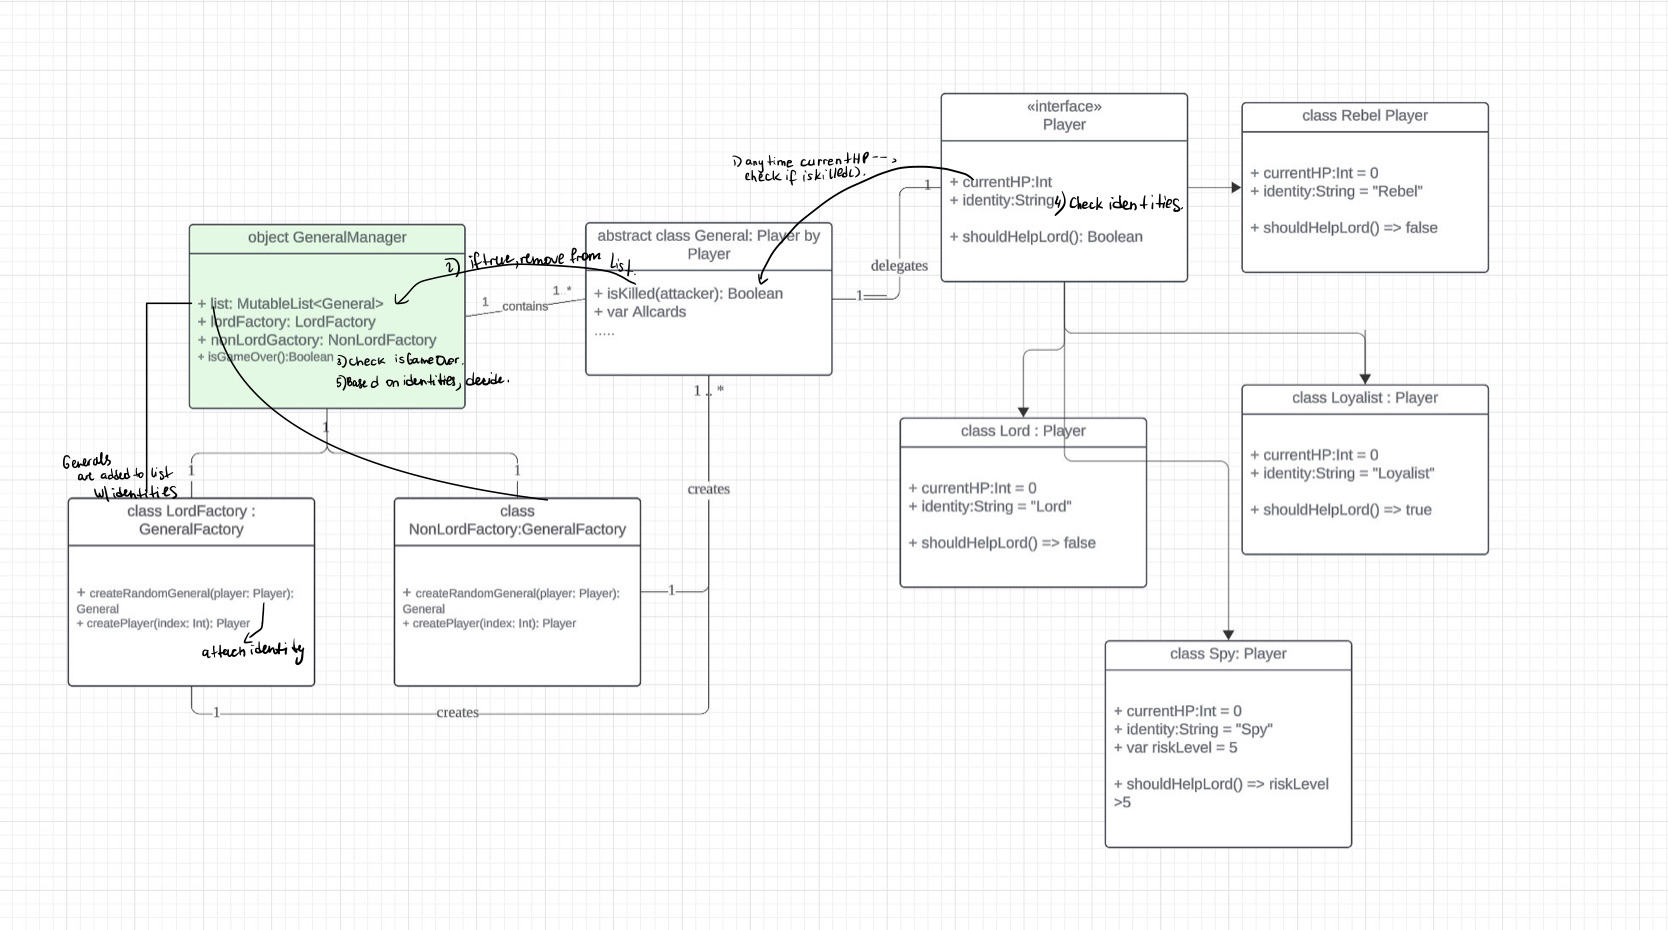 «interface»
Player
+ currentHP:Int
+ identity:String
4) Check identities.
+ shouldHelpLord(): Boolean
class Rebel Player
+ currentHP:Int = 0
+ identity:String = "Rebel"
+ shouldHelpLord() => false
1) anytime currentHP--,
check if iskilled().
object GeneralManager
+ list: MutableList<General>
+ lordFactory: LordFactory
+ nonLordGactory: NonLordFactory
+ isGameOver():Boolean
3) check isGameOver.
5) Based on identities, decide.
2) if true, remove from list.
1
contains
1..*
abstract class General: Player by
Player
+ isKilled(attacker): Boolean
+ var Allcards
.....
1
delegates
1
1..*
creates
1
1
1
Generals
are added to list
w/identities
class LordFactory :
GeneralFactory
+ createRandomGeneral(player: Player):
General
+ createPlayer(index: Int): Player
attach identity
class
NonLordFactory:GeneralFactory
+ createRandomGeneral(player: Player):
General
+ createPlayer(index: Int): Player
1
1
creates
class Lord : Player
+ currentHP:Int = 0
+ identity:String = "Lord"
+ shouldHelpLord() => false
class Loyalist : Player
+ currentHP:Int = 0
+ identity:String = "Loyalist"
+ shouldHelpLord() => true
class Spy: Player
+ currentHP:Int = 0
+ identity:String = "Spy"
+ var riskLevel = 5
+ shouldHelpLord() => riskLevel
>5